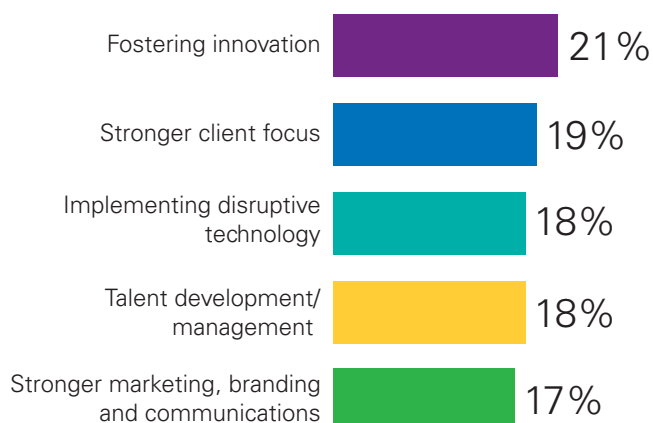 Fostering innovation 21%
Stronger client focus 19%
Implementing disruptive
technology 18%
Talent development/
management 18%
Stronger marketing, branding
and communications 17%